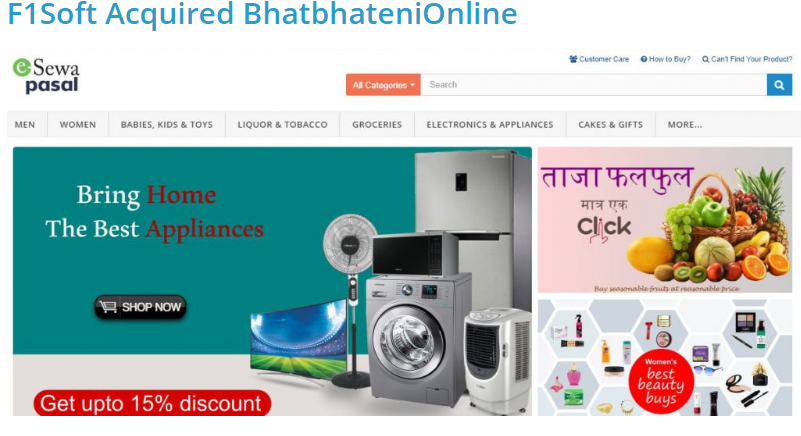 F1Soft Acquired BhatbhateniOnline
eSewa
pasal
Customer Care How to Buy? Can't Find Your Product?
All Categories Search
MEN WOMEN BABIES, KIDS & TOYS LIQUOR & TOBACCO GROCERIES ELECTRONICS & APPLIANCES CAKES & GIFTS MORE...
Bring Home
The Best Appliances
SHOP NOW
Get upto 15% discount
ताजा फलफुल
मात्र एक
Click
Buy seasonable fruits at reasonable price
Women's
best
beauty
buys